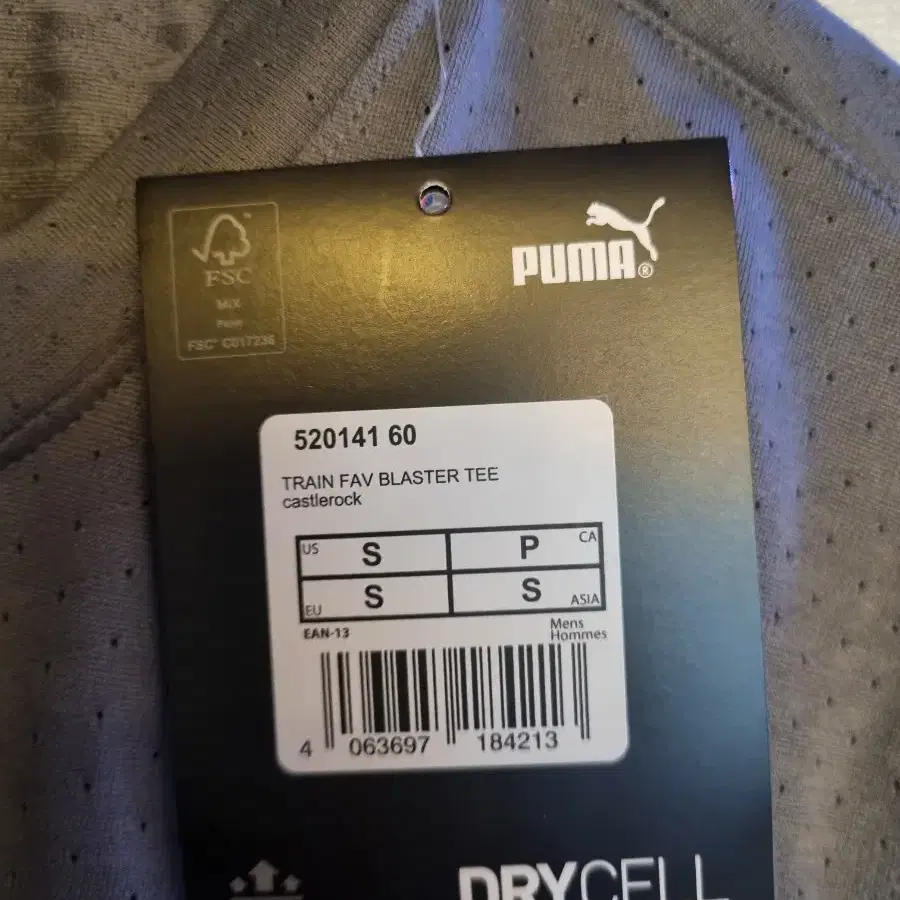 FSC
MIX
Paper
FSC® C017236
PUMA®
520141 60
TRAIN FAV BLASTER TEE
castlerock
US S P CA
EU S S ASIA
EAN-13
Mens
Hommes
4 063697 184213
DRYCELL